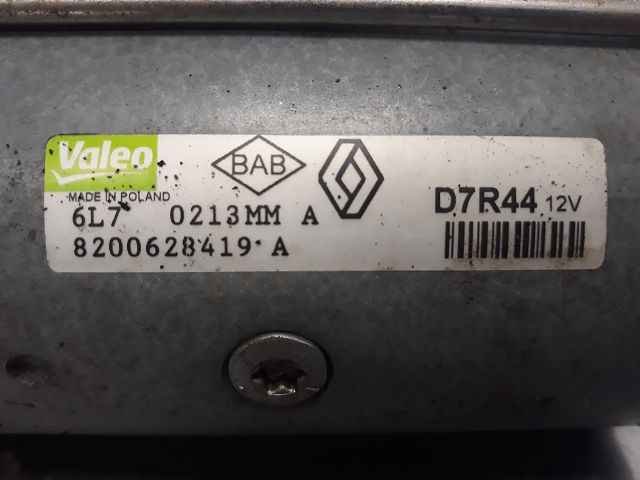 Valeo
MADE IN POLAND
BAB
6L7 0213MM A
8200628419 A
D7R44 12V